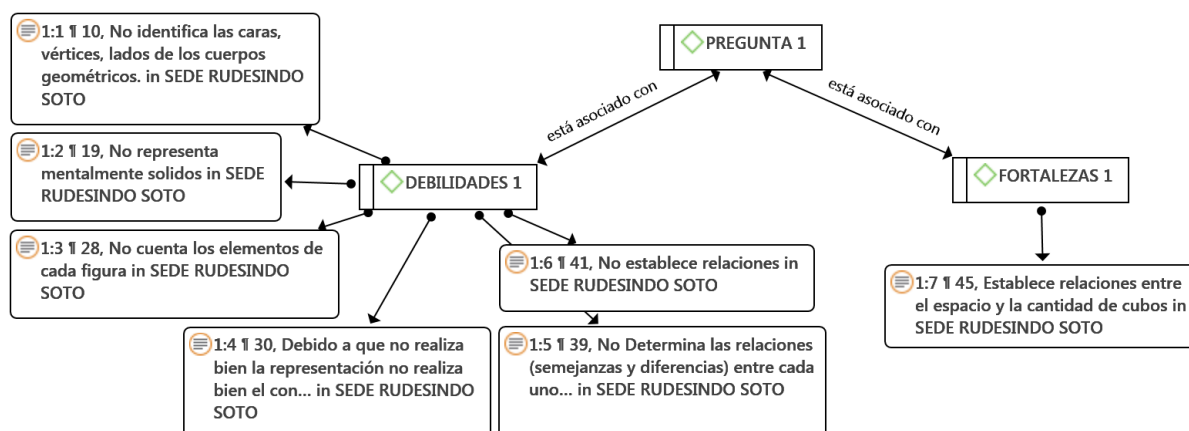 1:1 ¶ 10, No identifica las caras,
vértices, lados de los cuerpos
geométricos. in SEDE RUDESINDO
SOTO
PREGUNTA 1
está asociado con
está asociado con
1:2 ¶ 19, No representa
mentalmente solidos in SEDE
RUDESINDO SOTO
DEBILIDADES 1
FORTALEZAS 1
1:3 ¶ 28, No cuenta los elementos de
cada figura in SEDE RUDESINDO
SOTO
1:6 ¶ 41, No establece relaciones in
SEDE RUDESINDO SOTO
1:7 ¶ 45, Establece relaciones entre
el espacio y la cantidad de cubos in
SEDE RUDESINDO SOTO
1:4 ¶ 30, Debido a que no realiza
bien la representación no realiza
bien el con... in SEDE RUDESINDO
SOTO
1:5 ¶ 39, No Determina las relaciones
(semejanzas y diferencias) entre cada
uno... in SEDE RUDESINDO SOTO